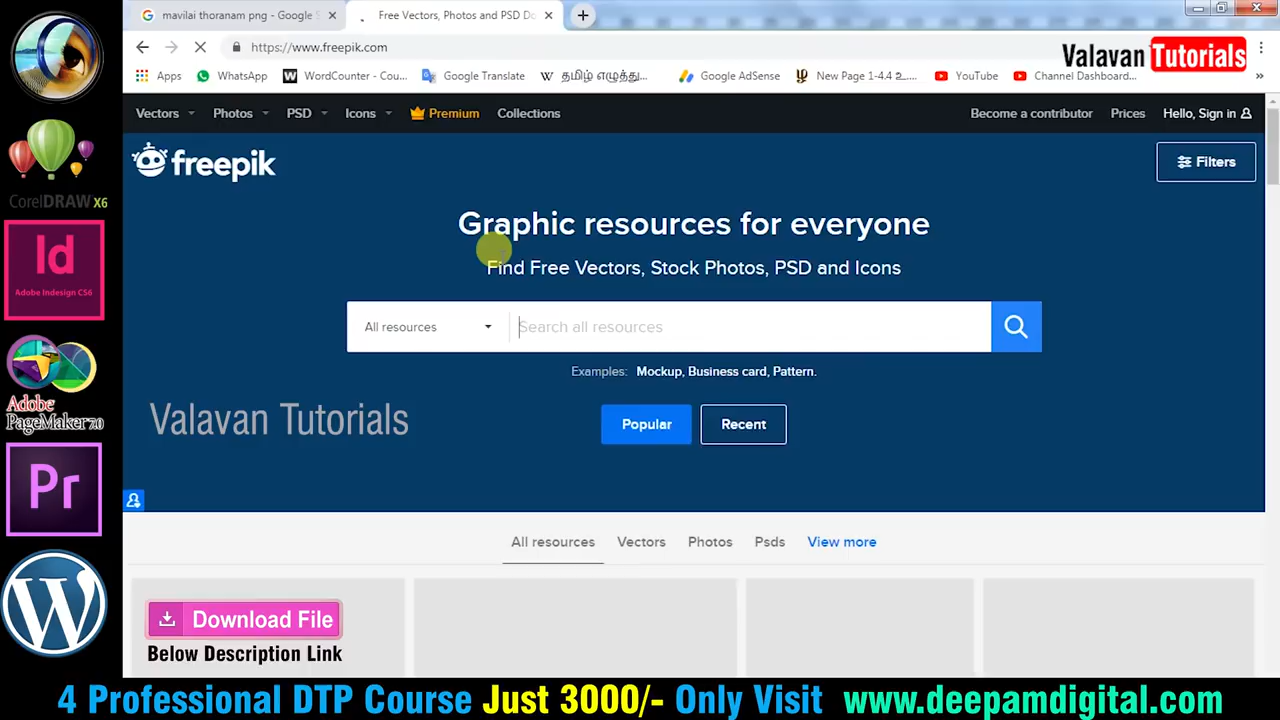 mavilai thoranam png - Google S
Free Vectors, Photos and PSD Do
https://www.freepik.com
Valavan Tutorials
Apps
WhatsApp
WordCounter - Cou...
Google Translate
தமிழ் எழுத்து...
Google AdSense
New Page 1-4.4 உ.....
YouTube
Channel Dashboard...
Vectors
Photos
PSD
Icons
Premium
Collections
Become a contributor
Prices
Hello, Sign in
freepik
Filters
Graphic resources for everyone
Find Free Vectors, Stock Photos, PSD and Icons
All resources
Search all resources
Examples: Mockup, Business card, Pattern.
Valavan Tutorials
Popular
Recent
All resources
Vectors
Photos
Psds
View more
Download File
Below Description Link
CorelDRAW X6
Id
Adobe Indesign CS6
Adobe
PageMaker 7.0
Pr
4 Professional DTP Course Just 3000/- Only Visit www.deepamdigital.com